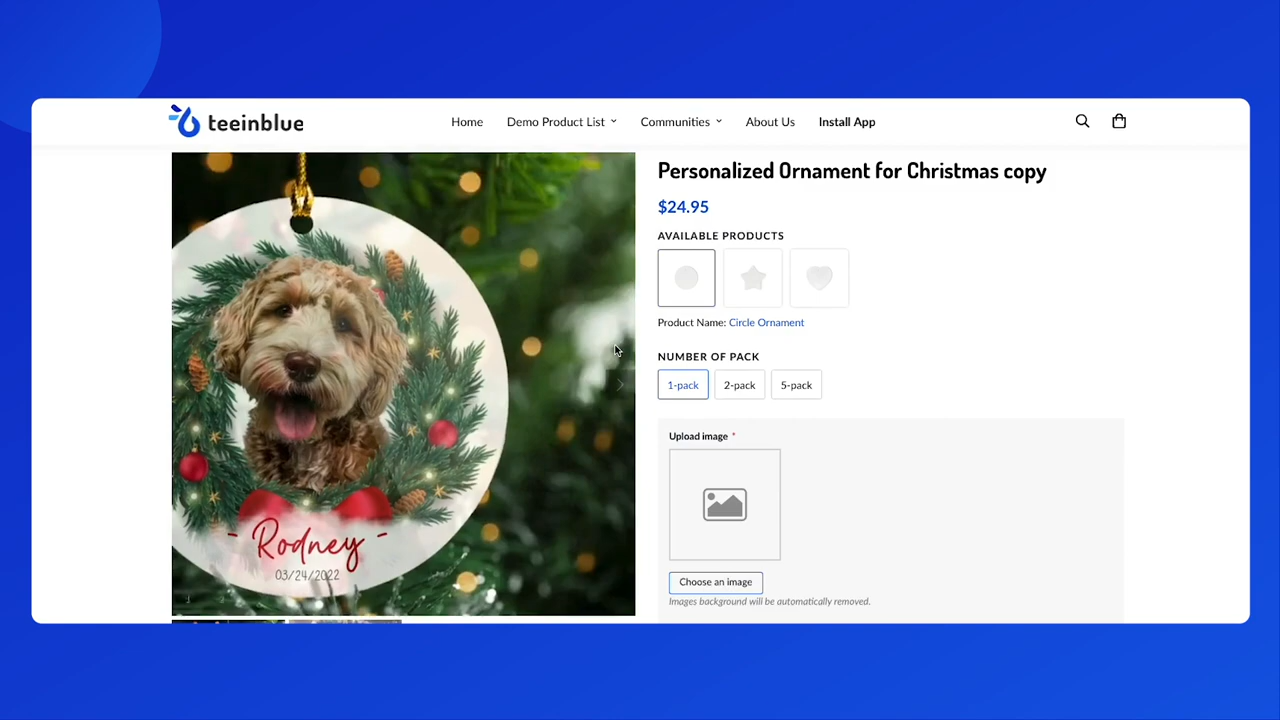 teeinblue
Home Demo Product List Communities About Us Install App
Personalized Ornament for Christmas copy
$24.95
AVAILABLE PRODUCTS
Product Name: Circle Ornament
NUMBER OF PACK
1-pack 2-pack 5-pack
Upload image *
Choose an image
Images background will be automatically removed.
- Rodney -
03/24/2022